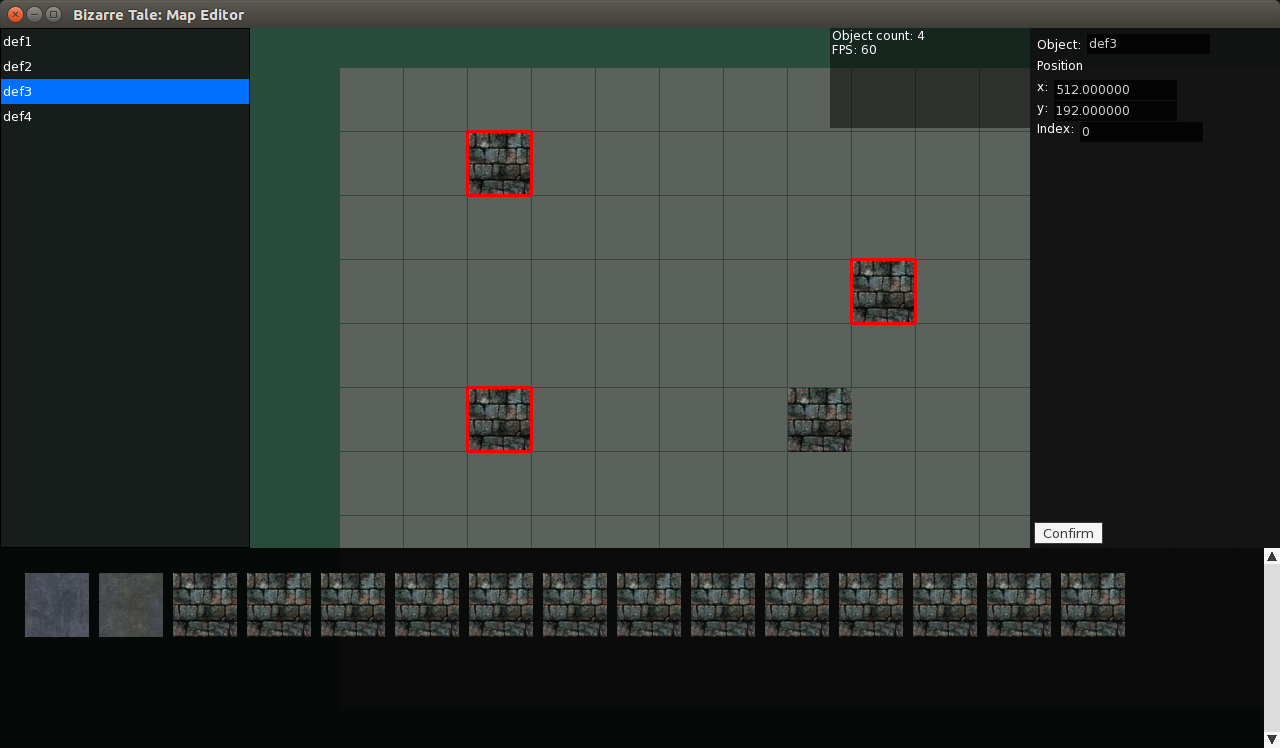 Bizarre Tale: Map Editor
def1
def2
def3
def4
Object count: 4
FPS: 60
Object: def3
Position
x: 512.000000
y: 192.000000
Index: 0
Confirm